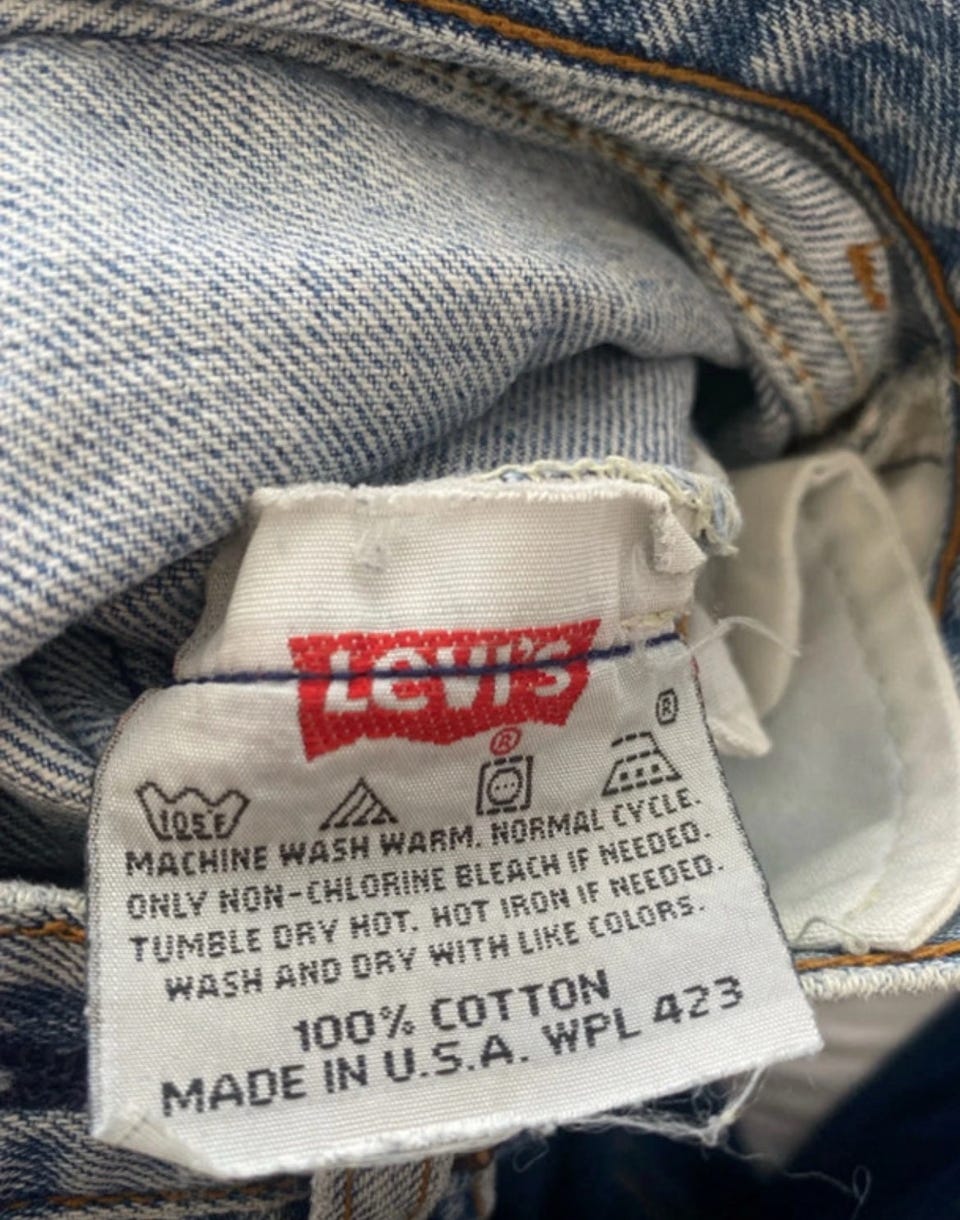 LEVI'S
®
®
105F
MACHINE WASH WARM. NORMAL CYCLE.
ONLY NON-CHLORINE BLEACH IF NEEDED.
TUMBLE DRY HOT. HOT IRON IF NEEDED.
WASH AND DRY WITH LIKE COLORS.
100% COTTON
MADE IN U.S.A. WPL 423